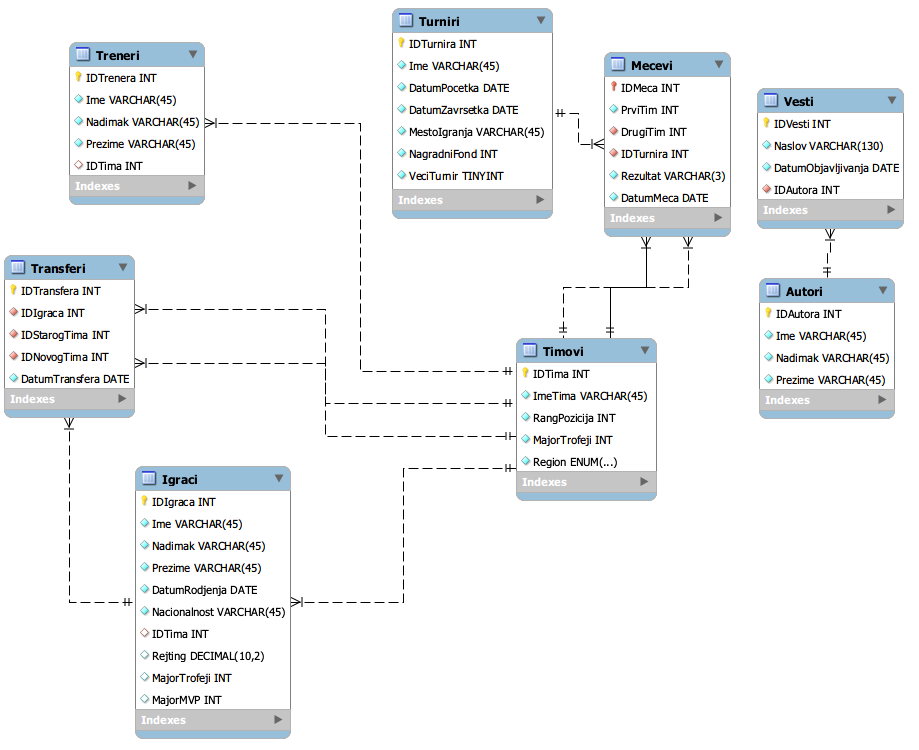 Treneri
IDTrenera INT
Ime VARCHAR(45)
Nadimak VARCHAR(45)
Prezime VARCHAR(45)
IDTima INT
Indexes
Turniri
IDTurnira INT
Ime VARCHAR(45)
DatumPocetka DATE
DatumZavrsetka DATE
MestoIgranja VARCHAR(45)
NagradniFond INT
VeciTurnir TINYINT
Indexes
Mecevi
IDMeca INT
PrviTim INT
DrugiTim INT
IDTurnira INT
Rezultat VARCHAR(3)
DatumMeca DATE
Indexes
Vesti
IDVesti INT
Naslov VARCHAR(130)
DatumObjavljivanja DATE
IDAutora INT
Indexes
Transferi
IDTransfera INT
IDIgraca INT
IDStarogTima INT
IDNovogTima INT
DatumTransfera DATE
Indexes
Autori
IDAutora INT
Ime VARCHAR(45)
Nadimak VARCHAR(45)
Prezime VARCHAR(45)
Indexes
Timovi
IDTima INT
ImeTima VARCHAR(45)
RangPozicija INT
MajorTrofeji INT
Region ENUM(...)
Indexes
Igraci
IDIgraca INT
Ime VARCHAR(45)
Nadimak VARCHAR(45)
Prezime VARCHAR(45)
DatumRodjenja DATE
Nacionalnost VARCHAR(45)
IDTima INT
Rejting DECIMAL(10,2)
MajorTrofeji INT
MajorMVP INT
Indexes